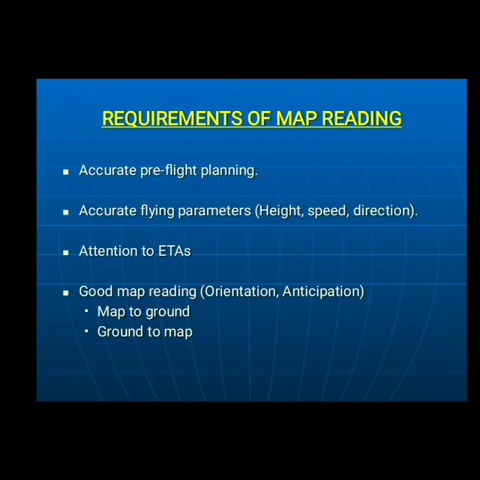 REQUIREMENTS OF MAP READING
▪ Accurate pre-flight planning.
▪ Accurate flying parameters (Height, speed, direction).
▪ Attention to ETAs
▪ Good map reading (Orientation, Anticipation)
• Map to ground
• Ground to map